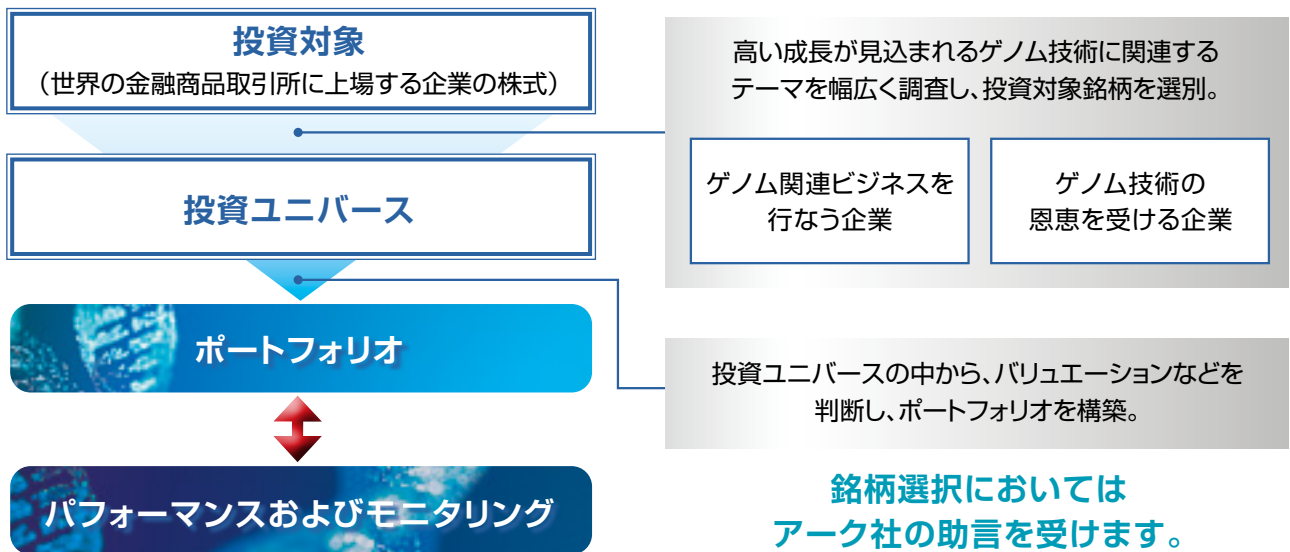 投資対象
（世界の金融商品取引所に上場する企業の株式）
高い成長が見込まれるゲノム技術に関連する
テーマを幅広く調査し、投資対象銘柄を選別。
ゲノム関連ビジネスを
行なう企業
ゲノム技術の
恩恵を受ける企業
投資ユニバース
ポートフォリオ
投資ユニバースの中から、バリュエーションなどを
判断し、ポートフォリオを構築。
パフォーマンスおよびモニタリング
銘柄選択においては
アーク社の助言を受けます。